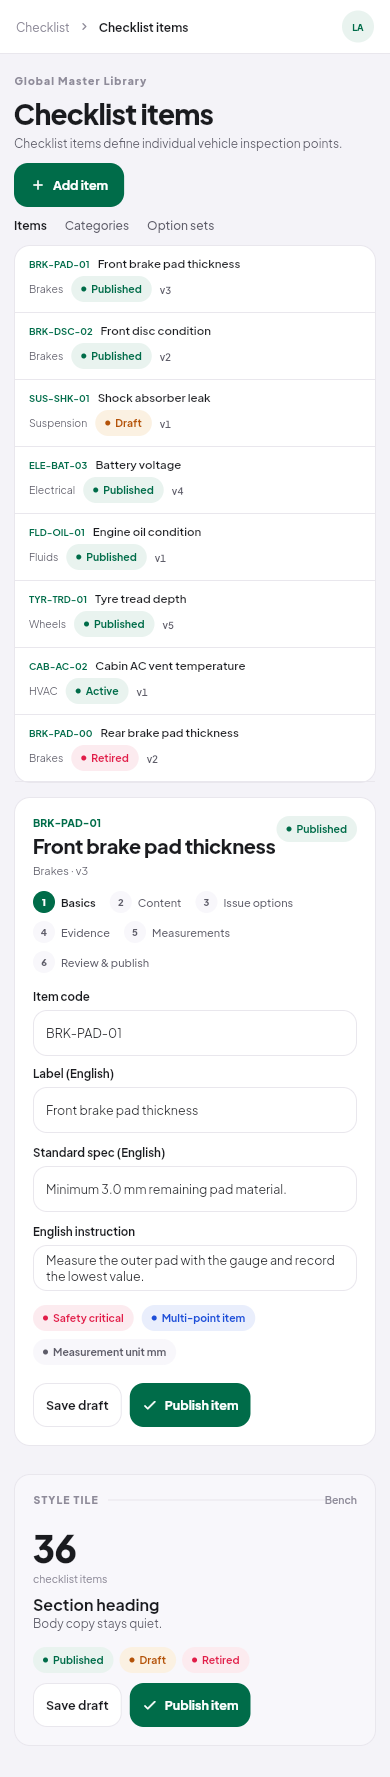 Checklist > Checklist items
LA
Global Master Library
Checklist items
Checklist items define individual vehicle inspection points.
+ Add item
Items Categories Option sets
BRK-PAD-01 Front brake pad thickness
Brakes Published v3
BRK-DSC-02 Front disc condition
Brakes Published v2
SUS-SHK-01 Shock absorber leak
Suspension Draft v1
ELE-BAT-03 Battery voltage
Electrical Published v4
FLD-OIL-01 Engine oil condition
Fluids Published v1
TYR-TRD-01 Tyre tread depth
Wheels Published v5
CAB-AC-02 Cabin AC vent temperature
HVAC Active v1
BRK-PAD-00 Rear brake pad thickness
Brakes Retired v2
BRK-PAD-01
Published
Front brake pad thickness
Brakes · v3
1 Basics 2 Content 3 Issue options
4 Evidence 5 Measurements
6 Review & publish
Item code
BRK-PAD-01
Label (English)
Front brake pad thickness
Standard spec (English)
Minimum 3.0 mm remaining pad material.
English instruction
Measure the outer pad with the gauge and record
the lowest value.
Safety critical Multi-point item
Measurement unit mm
Save draft Publish item
STYLE TILE Bench
36
checklist items
Section heading
Body copy stays quiet.
Published Draft Retired
Save draft Publish item